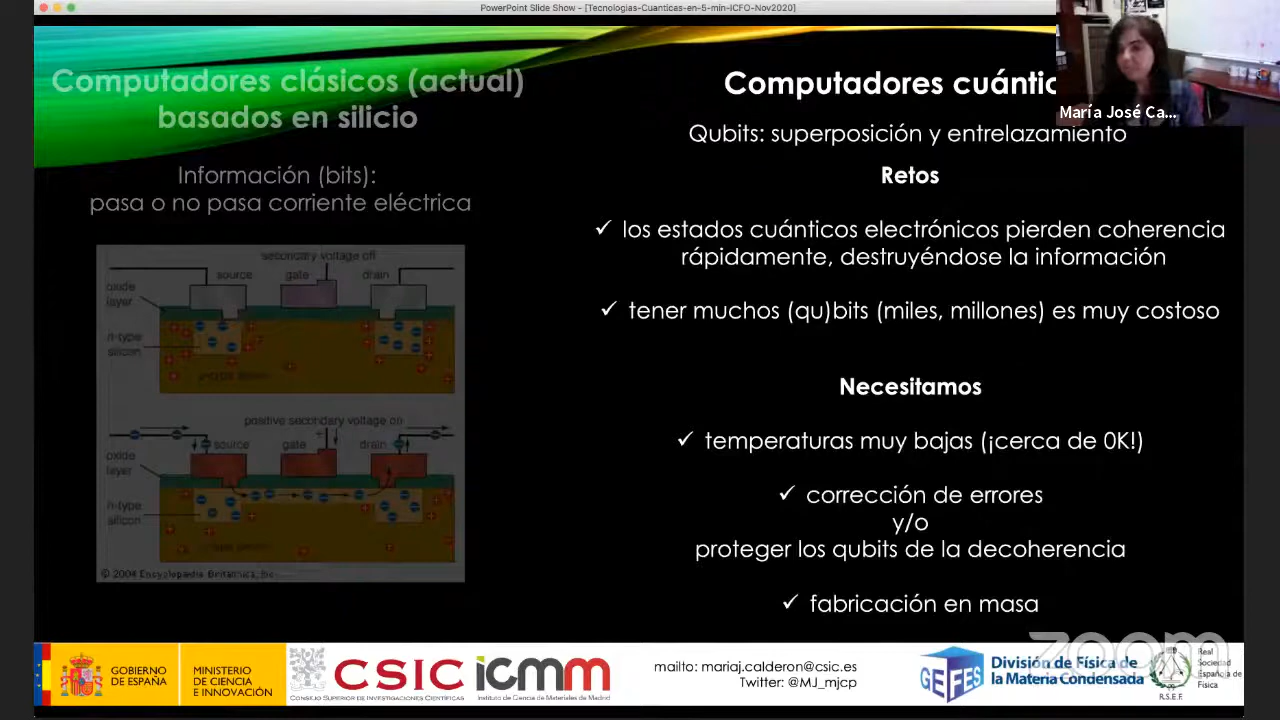 PowerPoint Slide Show - [Tecnologias-Cuanticas-en-5-min-ICFO-Nov2020]
Computadores clásicos (actual)
basados en silicio
Información (bits):
pasa o no pasa corriente eléctrica
secondary voltage off
source gate drain
oxide
layer
n-type
silicon
positive secondary voltage on
source gate drain
oxide
layer
n-type
silicon
© 2004 Encyclopædia Britannica, Inc.
Computadores cuántic
María José Ca...
Qubits: superposición y entrelazamiento
Retos
✓ los estados cuánticos electrónicos pierden coherencia
rápidamente, destruyéndose la información
✓ tener muchos (qu)bits (miles, millones) es muy costoso
Necesitamos
✓ temperaturas muy bajas (¡cerca de 0K!)
✓ corrección de errores
y/o
proteger los qubits de la decoherencia
✓ fabricación en masa
zoom
GOBIERNO
DE ESPAÑA
MINISTERIO
DE CIENCIA
E INNOVACIÓN
CSIC
CONSEJO SUPERIOR DE INVESTIGACIONES CIENTÍFICAS
icmm
Instituto de Ciencia de Materiales de Madrid
mailto: mariaj.calderon@csic.es
Twitter: @MJ_mjcp
GEFES
División de Física de
la Materia Condensada
R.S.E.F.
Real
Sociedad
Española de
Física